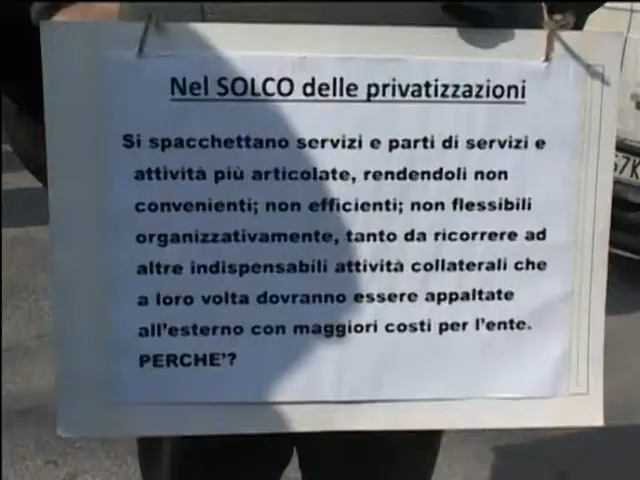 Nel SOLCO delle privatizzazioni
Si spacchettano servizi e parti di servizi e
attività più articolate, rendendoli non
convenienti; non efficienti; non flessibili
organizzativamente, tanto da ricorrere ad
altre indispensabili attività collaterali che
a loro volta dovranno essere appaltate
all'esterno con maggiori costi per l'ente.
PERCHE'?